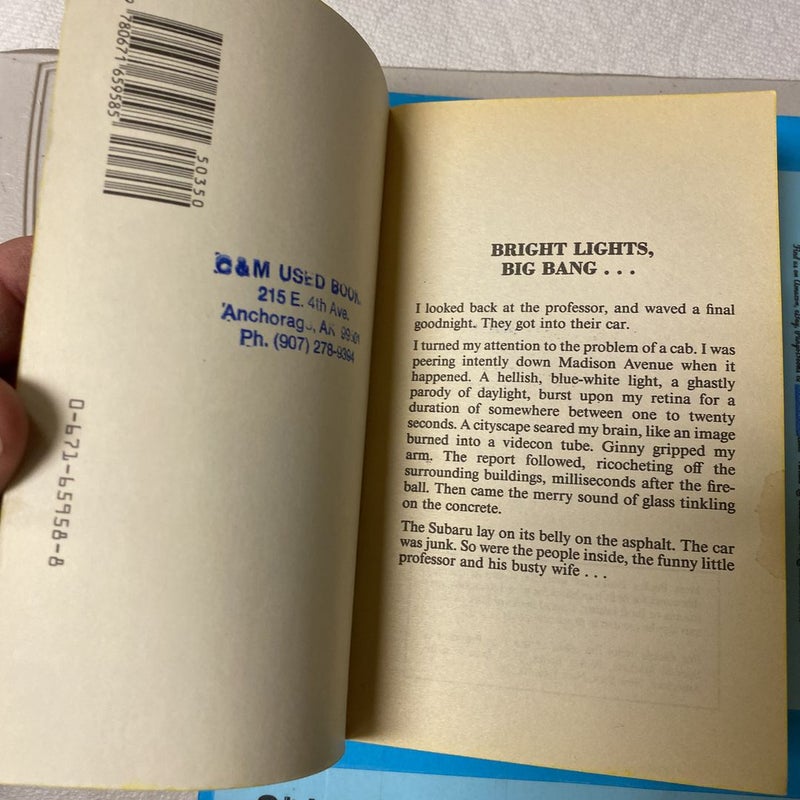 9 780671 659585
50350
C&M USED BOOK
215 E. 4th Ave.
Anchorage, AK 99501
Ph. (907) 278-9394
0-671-65958-8
BRIGHT LIGHTS,
BIG BANG . . .
I looked back at the professor, and waved a final
goodnight. They got into their car.
I turned my attention to the problem of a cab. I was
peering intently down Madison Avenue when it
happened. A hellish, blue-white light, a ghastly
parody of daylight, burst upon my retina for a
duration of somewhere between one to twenty
seconds. A cityscape seared my brain, like an image
burned into a videcon tube. Ginny gripped my
arm. The report followed, ricocheting off the
surrounding buildings, milliseconds after the fire-
ball. Then came the merry sound of glass tinkling
on the concrete.
The Subaru lay on its belly on the asphalt. The car
was junk. So were the people inside, the funny little
professor and his busty wife . . .